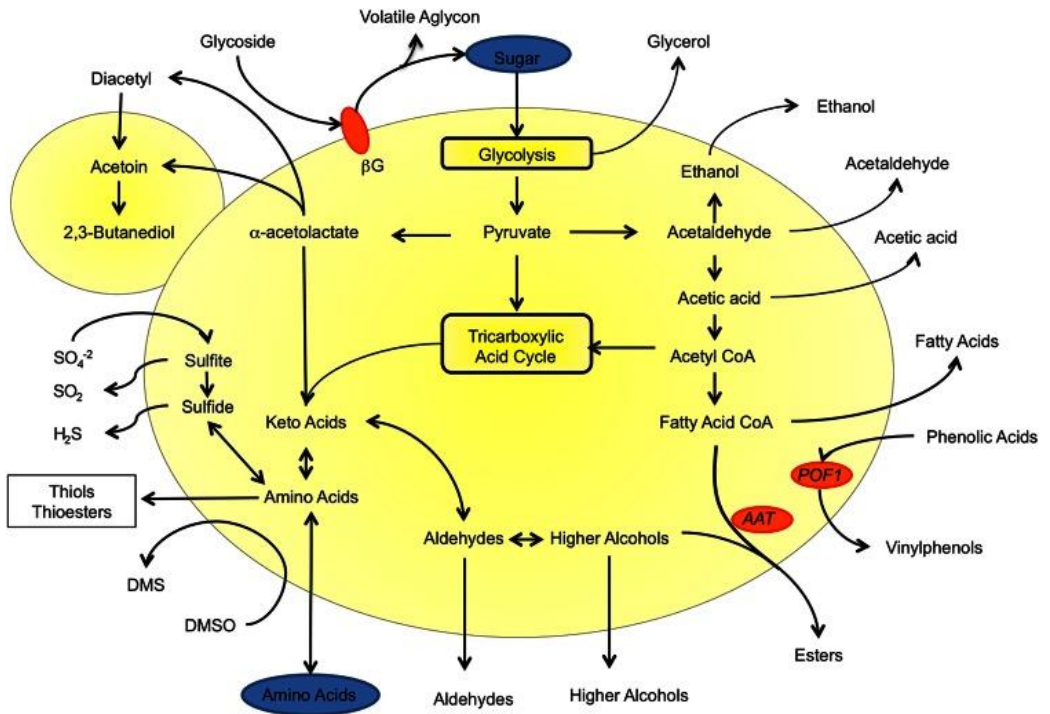 Volatile Aglycon
Glycoside
Sugar
Glycerol
Diacetyl
Ethanol
βG
Glycolysis
Ethanol
Acetoin
Acetaldehyde
2,3-Butanediol
α-acetolactate
Pyruvate
Acetaldehyde
Acetic acid
Acetic acid
SO₄⁻²
Sulfite
Tricarboxylic
Acid Cycle
Acetyl CoA
Fatty Acids
SO₂
Sulfide
H₂S
Keto Acids
Fatty Acid CoA
Phenolic Acids
POF1
Thiols
Thioesters
Amino Acids
AAT
Aldehydes
Higher Alcohols
Vinylphenols
DMS
DMSO
Esters
Amino Acids
Aldehydes
Higher Alcohols